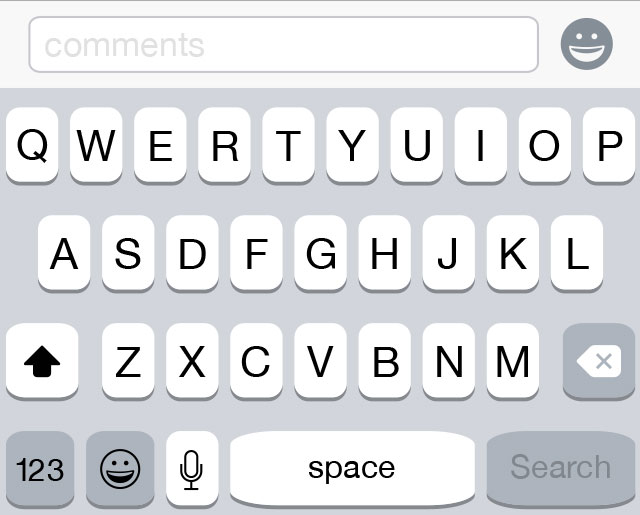 comments
Q W E R T Y U I O P
A S D F G H J K L
Z X C V B N M
123 space Search